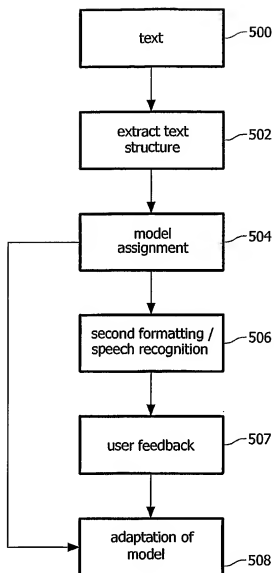 text
500
extract text
structure
502
model
assignment
504
second formatting /
speech recognition
506
user feedback
507
adaptation of
model
508